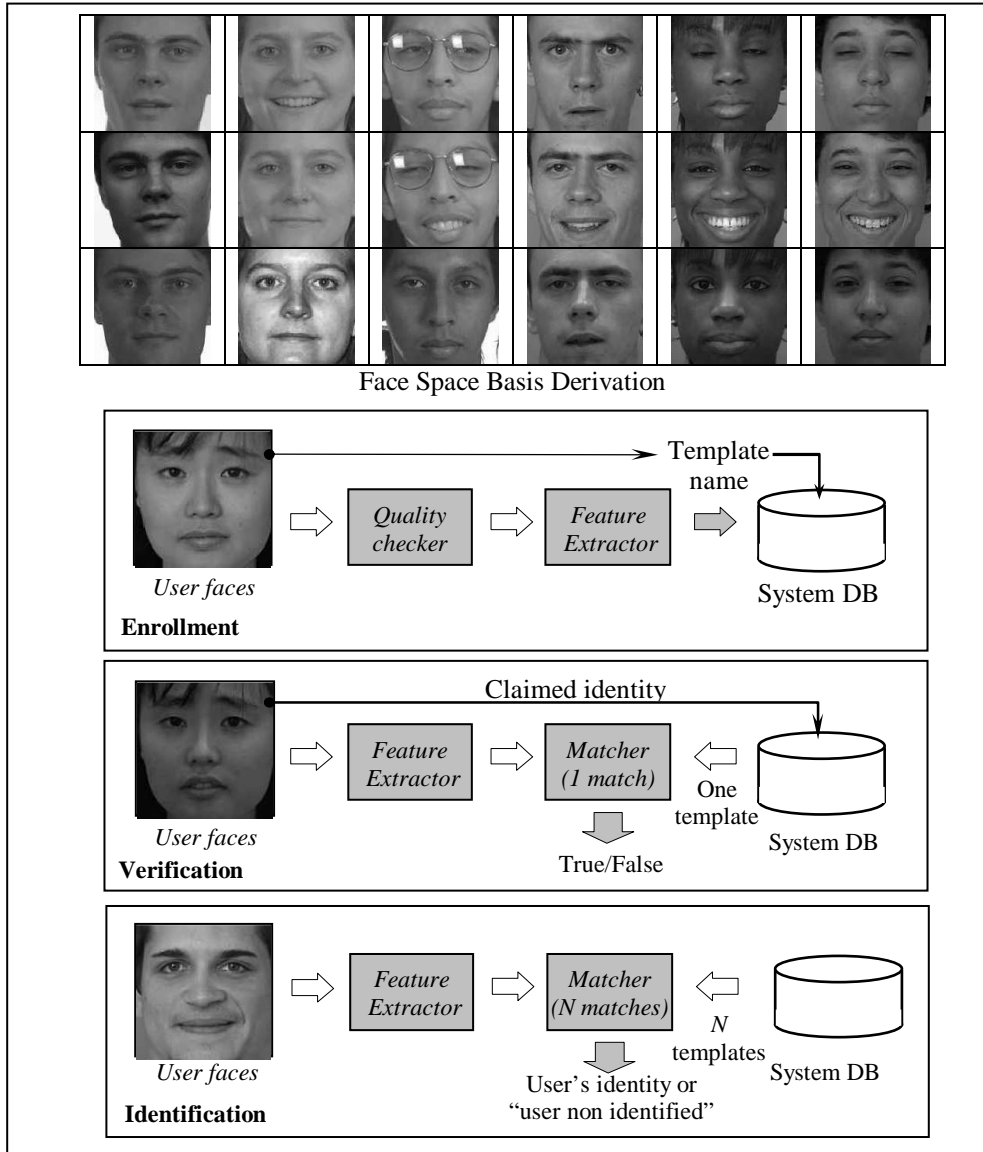 Face Space Basis Derivation
Template
name
Quality
checker
Feature
Extractor
User faces
System DB
Enrollment
Claimed identity
Feature
Extractor
Matcher
(1 match)
One
template
User faces
System DB
True/False
Verification
Feature
Extractor
Matcher
(N matches)
N
templates
User faces
System DB
User’s identity or
“user non identified”
Identification